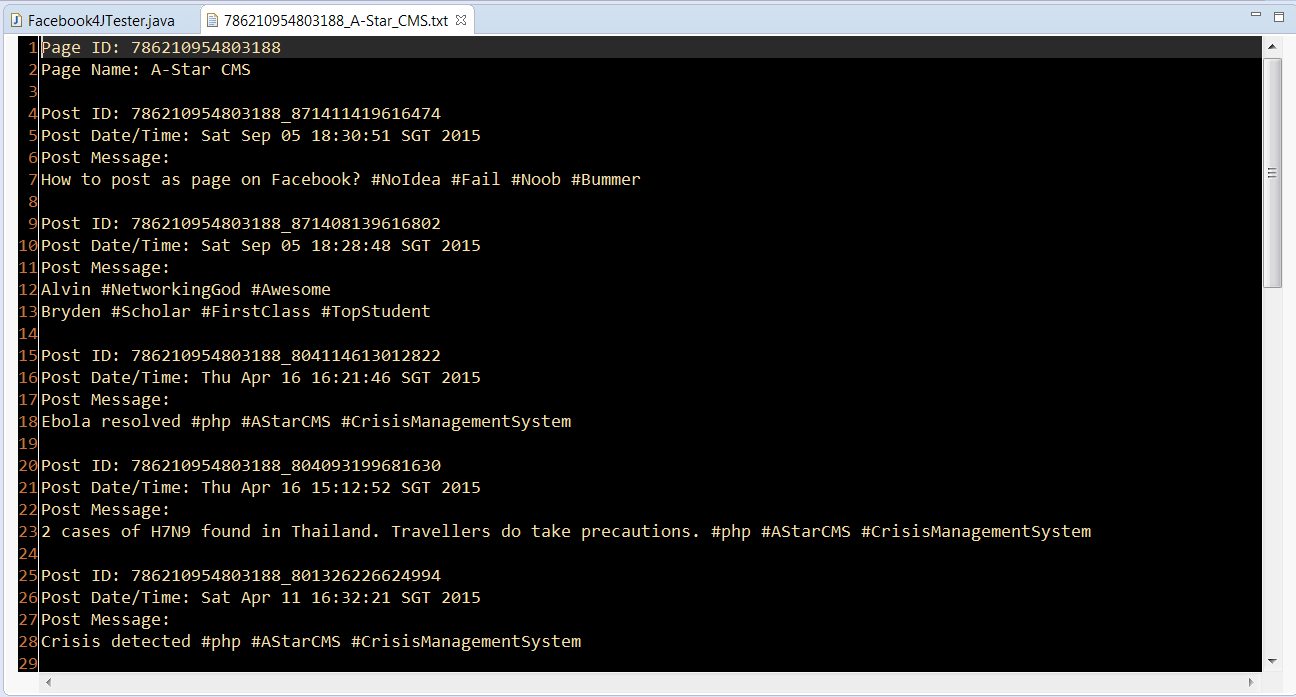 Facebook4JTester.java
786210954803188_A-Star_CMS.txt
1 Page ID: 786210954803188
2 Page Name: A-Star CMS
3
4 Post ID: 786210954803188_871411419616474
5 Post Date/Time: Sat Sep 05 18:30:51 SGT 2015
6 Post Message:
7 How to post as page on Facebook? #NoIdea #Fail #Noob #Bummer
8
9 Post ID: 786210954803188_871408139616802
10 Post Date/Time: Sat Sep 05 18:28:48 SGT 2015
11 Post Message:
12 Alvin #NetworkingGod #Awesome
13 Bryden #Scholar #FirstClass #TopStudent
14
15 Post ID: 786210954803188_804114613012822
16 Post Date/Time: Thu Apr 16 16:21:46 SGT 2015
17 Post Message:
18 Ebola resolved #php #AStarCMS #CrisisManagementSystem
19
20 Post ID: 786210954803188_804093199681630
21 Post Date/Time: Thu Apr 16 15:12:52 SGT 2015
22 Post Message:
23 2 cases of H7N9 found in Thailand. Travellers do take precautions. #php #AStarCMS #CrisisManagementSystem
24
25 Post ID: 786210954803188_801326226624994
26 Post Date/Time: Sat Apr 11 16:32:21 SGT 2015
27 Post Message:
28 Crisis detected #php #AStarCMS #CrisisManagementSystem
29